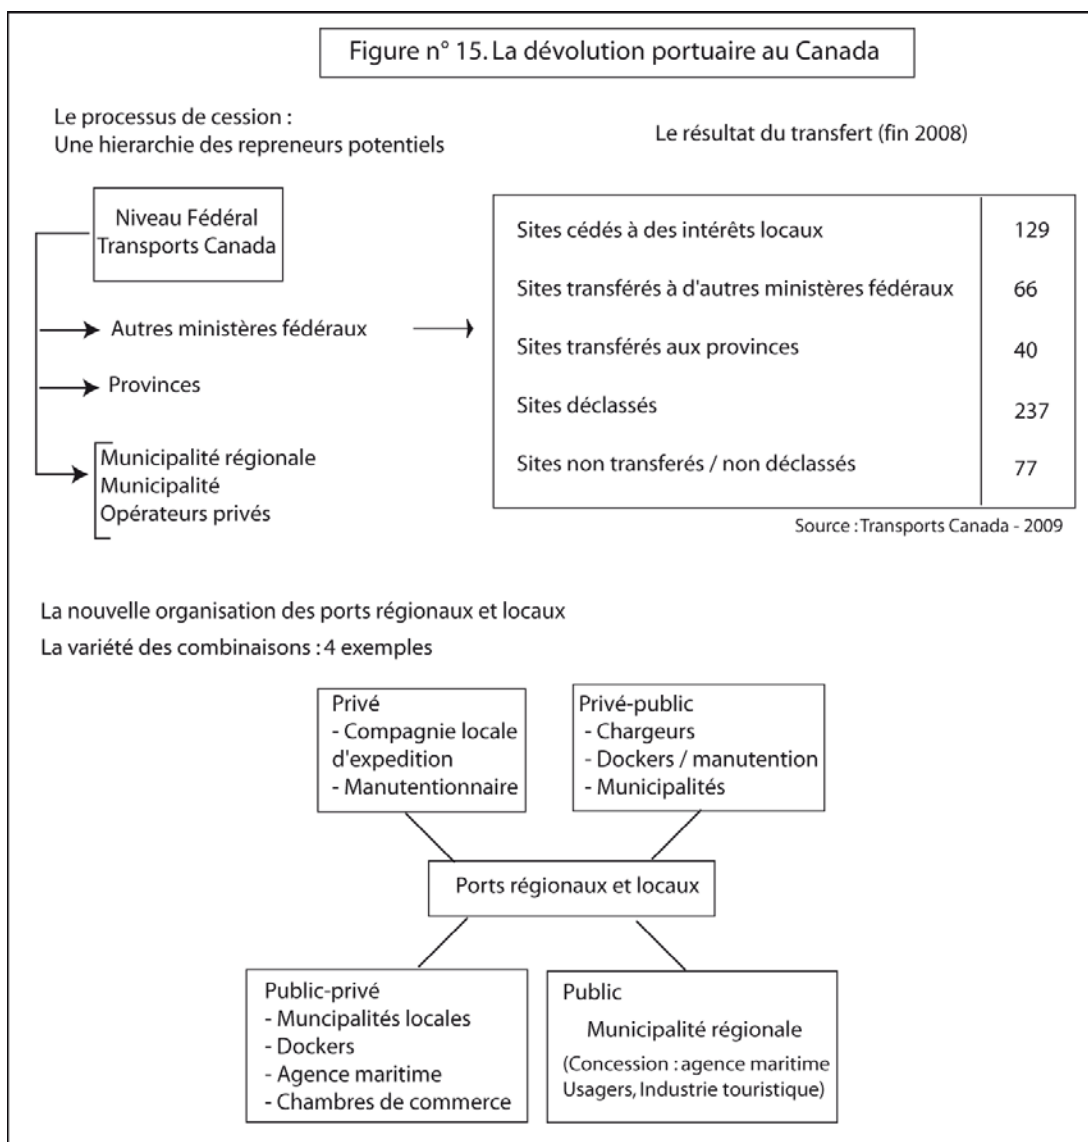 Figure n° 15. La dévolution portuaire au Canada
Le processus de cession :
Une hierarchie des repreneurs potentiels
Le résultat du transfert (fin 2008)
Niveau Fédéral
Transports Canada
Autres ministères fédéraux
Provinces
Municipalité régionale
Municipalité
Opérateurs privés
Sites cédés à des intérêts locaux 129
Sites transférés à d'autres ministères fédéraux 66
Sites transférés aux provinces 40
Sites déclassés 237
Sites non transferés / non déclassés 77
Source : Transports Canada - 2009
La nouvelle organisation des ports régionaux et locaux
La variété des combinaisons : 4 exemples
Privé
- Compagnie locale
d'expedition
- Manutentionnaire
Privé-public
- Chargeurs
- Dockers / manutention
- Municipalités
Ports régionaux et locaux
Public-privé
- Muncipalités locales
- Dockers
- Agence maritime
- Chambres de commerce
Public
Municipalité régionale
(Concession : agence maritime
Usagers, Industrie touristique)